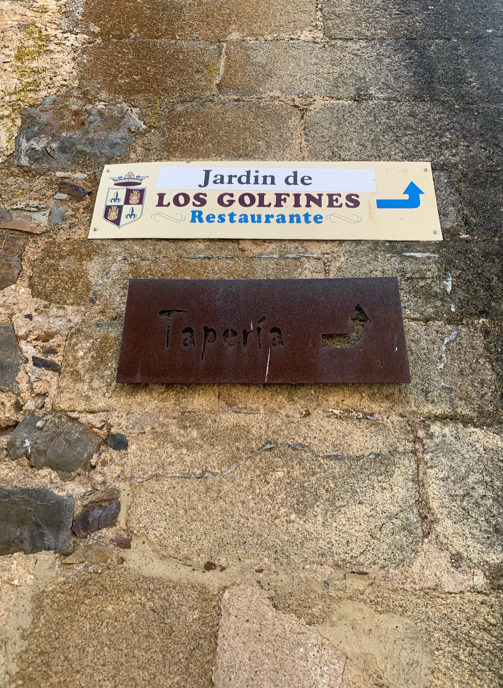 Jardin de
LOS GOLFINES
Restaurante
Tapería